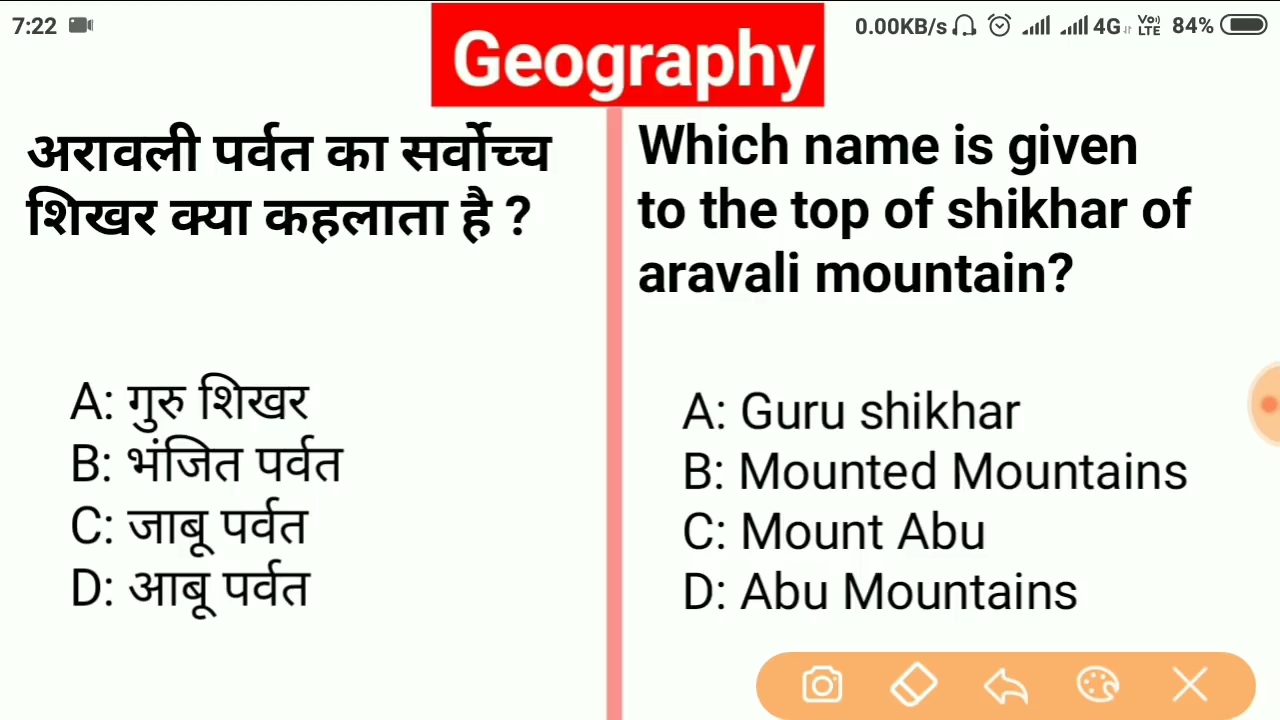 7:22
0.00KB/s 4G Vo)) LTE 84%
Geography
अरावली पर्वत का सर्वोच्च
शिखर क्या कहलाता है ?
A: गुरु शिखर
B: भंजित पर्वत
C: जाबू पर्वत
D: आबू पर्वत
Which name is given
to the top of shikhar of
aravali mountain?
A: Guru shikhar
B: Mounted Mountains
C: Mount Abu
D: Abu Mountains